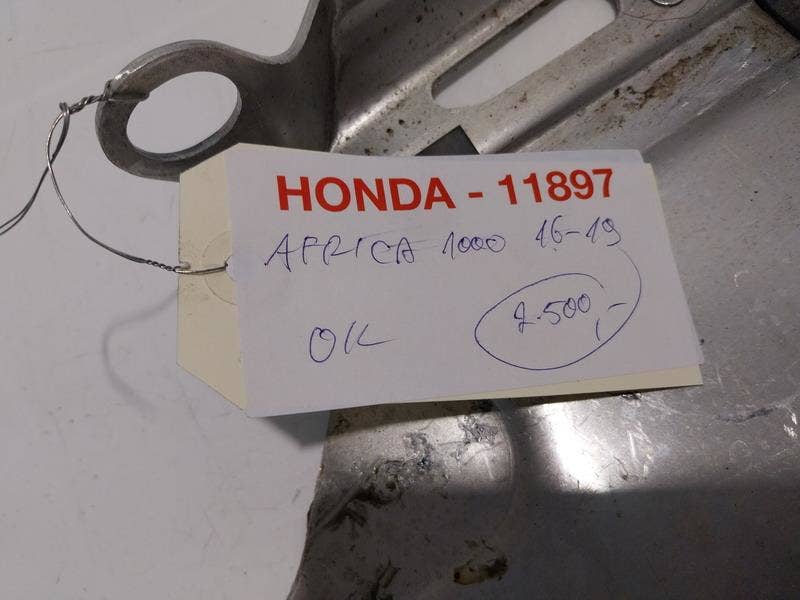 HONDA - 11897
AFRICA 1000 16-19
OK
2.500,-